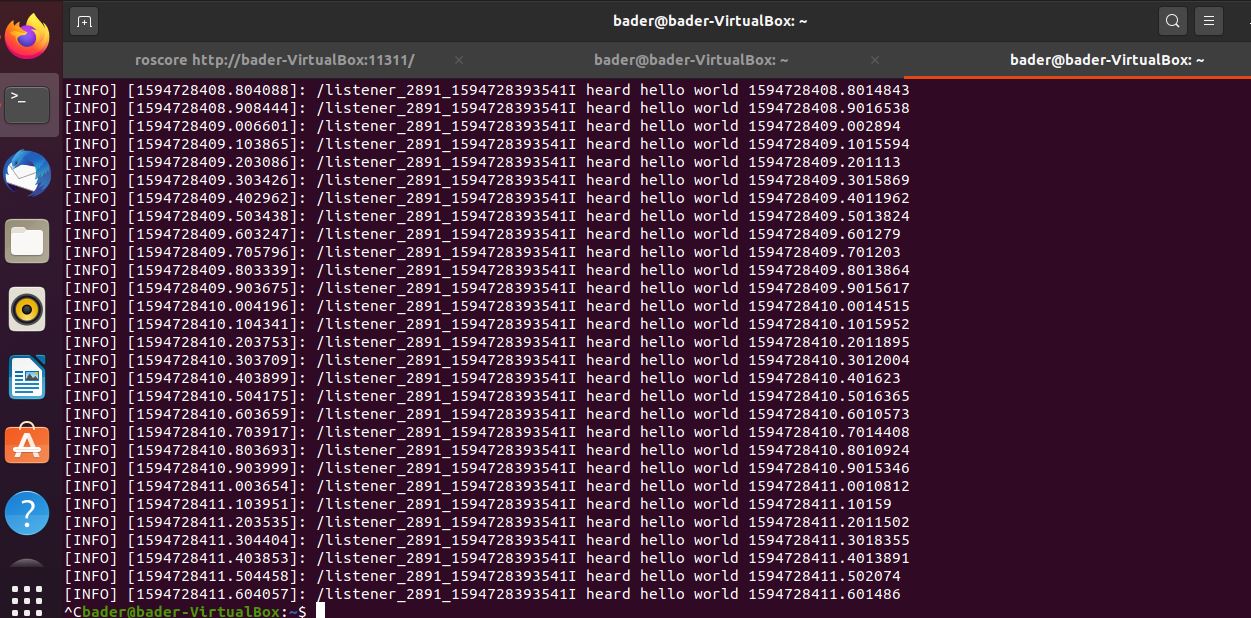 bader@bader-VirtualBox: ~
roscore http://bader-VirtualBox:11311/ × bader@bader-VirtualBox: ~ × bader@bader-VirtualBox: ~
[INFO] [1594728408.804088]: /listener_2891_1594728393541I heard hello world 1594728408.8014843
[INFO] [1594728408.908444]: /listener_2891_1594728393541I heard hello world 1594728408.9016538
[INFO] [1594728409.006601]: /listener_2891_1594728393541I heard hello world 1594728409.002894
[INFO] [1594728409.103865]: /listener_2891_1594728393541I heard hello world 1594728409.1015594
[INFO] [1594728409.203086]: /listener_2891_1594728393541I heard hello world 1594728409.201113
[INFO] [1594728409.303426]: /listener_2891_1594728393541I heard hello world 1594728409.3015869
[INFO] [1594728409.402962]: /listener_2891_1594728393541I heard hello world 1594728409.4011962
[INFO] [1594728409.503438]: /listener_2891_1594728393541I heard hello world 1594728409.5013824
[INFO] [1594728409.603247]: /listener_2891_1594728393541I heard hello world 1594728409.601279
[INFO] [1594728409.705796]: /listener_2891_1594728393541I heard hello world 1594728409.701203
[INFO] [1594728409.803339]: /listener_2891_1594728393541I heard hello world 1594728409.8013864
[INFO] [1594728409.903675]: /listener_2891_1594728393541I heard hello world 1594728409.9015617
[INFO] [1594728410.004196]: /listener_2891_1594728393541I heard hello world 1594728410.0014515
[INFO] [1594728410.104341]: /listener_2891_1594728393541I heard hello world 1594728410.1015952
[INFO] [1594728410.203753]: /listener_2891_1594728393541I heard hello world 1594728410.2011895
[INFO] [1594728410.303709]: /listener_2891_1594728393541I heard hello world 1594728410.3012004
[INFO] [1594728410.403899]: /listener_2891_1594728393541I heard hello world 1594728410.401623
[INFO] [1594728410.504175]: /listener_2891_1594728393541I heard hello world 1594728410.5016365
[INFO] [1594728410.603659]: /listener_2891_1594728393541I heard hello world 1594728410.6010573
[INFO] [1594728410.703917]: /listener_2891_1594728393541I heard hello world 1594728410.7014408
[INFO] [1594728410.803693]: /listener_2891_1594728393541I heard hello world 1594728410.8010924
[INFO] [1594728410.903999]: /listener_2891_1594728393541I heard hello world 1594728410.9015346
[INFO] [1594728411.003654]: /listener_2891_1594728393541I heard hello world 1594728411.0010812
[INFO] [1594728411.103951]: /listener_2891_1594728393541I heard hello world 1594728411.10159
[INFO] [1594728411.203535]: /listener_2891_1594728393541I heard hello world 1594728411.2011502
[INFO] [1594728411.304404]: /listener_2891_1594728393541I heard hello world 1594728411.3018355
[INFO] [1594728411.403853]: /listener_2891_1594728393541I heard hello world 1594728411.4013891
[INFO] [1594728411.504458]: /listener_2891_1594728393541I heard hello world 1594728411.502074
[INFO] [1594728411.604057]: /listener_2891_1594728393541I heard hello world 1594728411.601486
^Cbader@bader-VirtualBox:~$